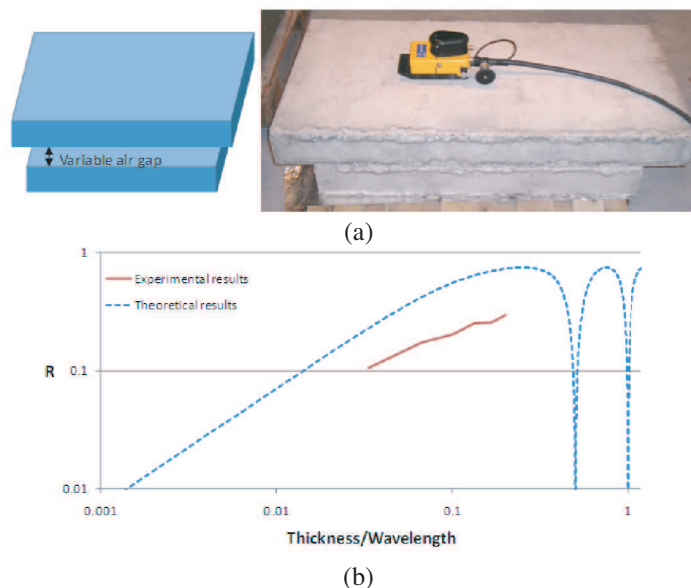 Variable air gap
(a)
1
Experimental results
Theoretical results
R
0.1
0.01
0.001
0.01
0.1
1
Thickness/Wavelength
(b)